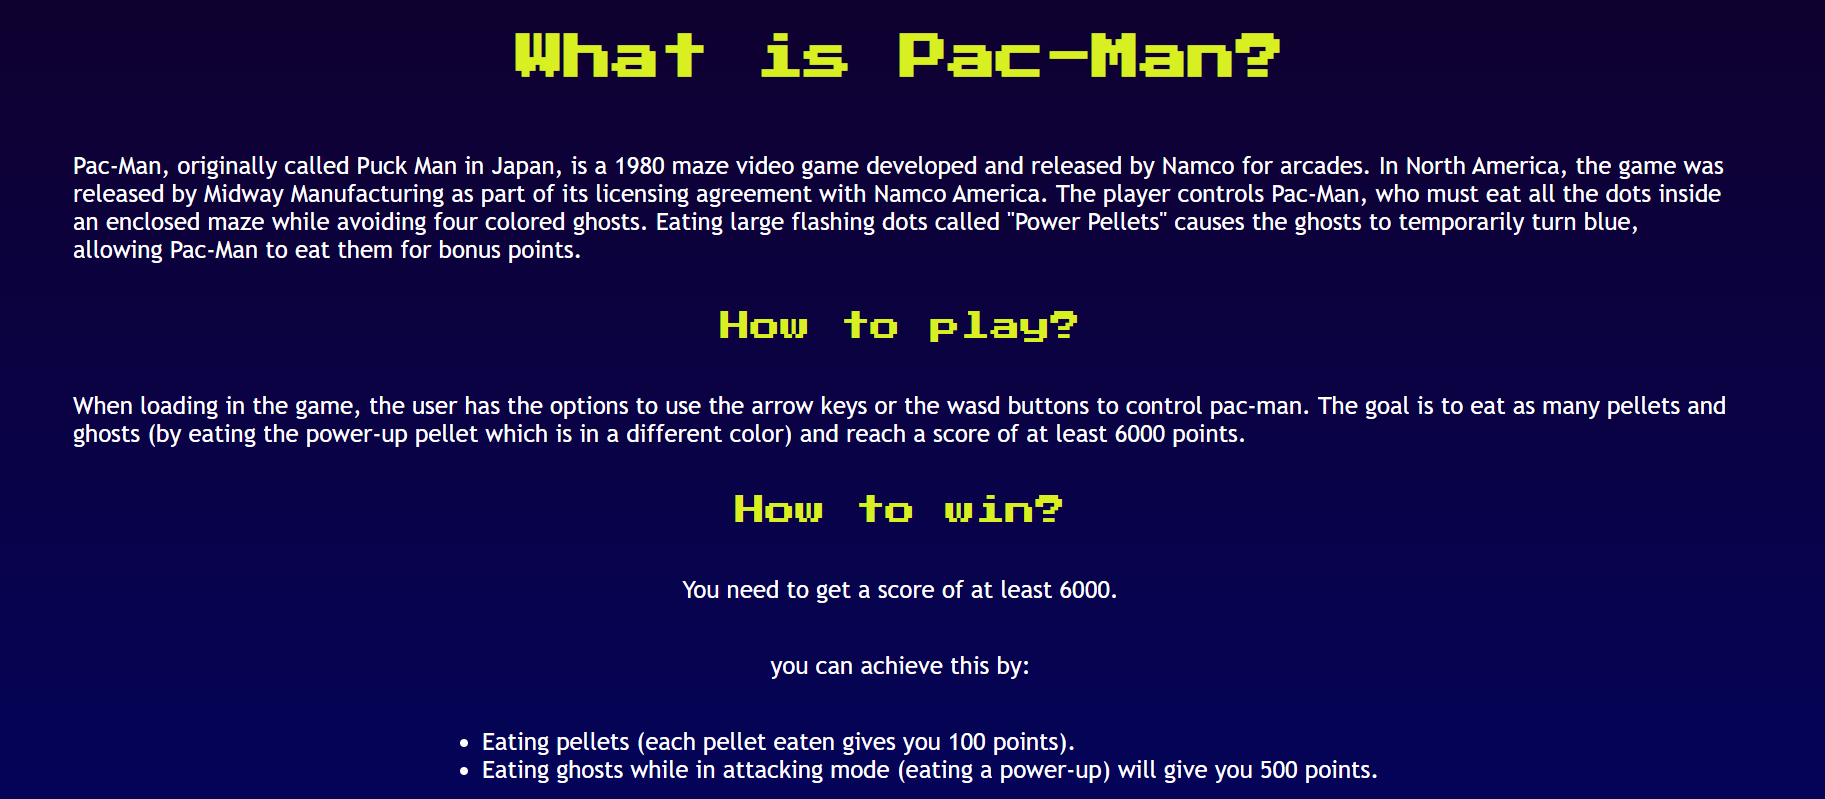 What is Pac-Man?
Pac-Man, originally called Puck Man in Japan, is a 1980 maze video game developed and released by Namco for arcades. In North America, the game was
released by Midway Manufacturing as part of its licensing agreement with Namco America. The player controls Pac-Man, who must eat all the dots inside
an enclosed maze while avoiding four colored ghosts. Eating large flashing dots called "Power Pellets" causes the ghosts to temporarily turn blue,
allowing Pac-Man to eat them for bonus points.
How to play?
When loading in the game, the user has the options to use the arrow keys or the wasd buttons to control pac-man. The goal is to eat as many pellets and
ghosts (by eating the power-up pellet which is in a different color) and reach a score of at least 6000 points.
How to win?
You need to get a score of at least 6000.
you can achieve this by:
• Eating pellets (each pellet eaten gives you 100 points).
• Eating ghosts while in attacking mode (eating a power-up) will give you 500 points.